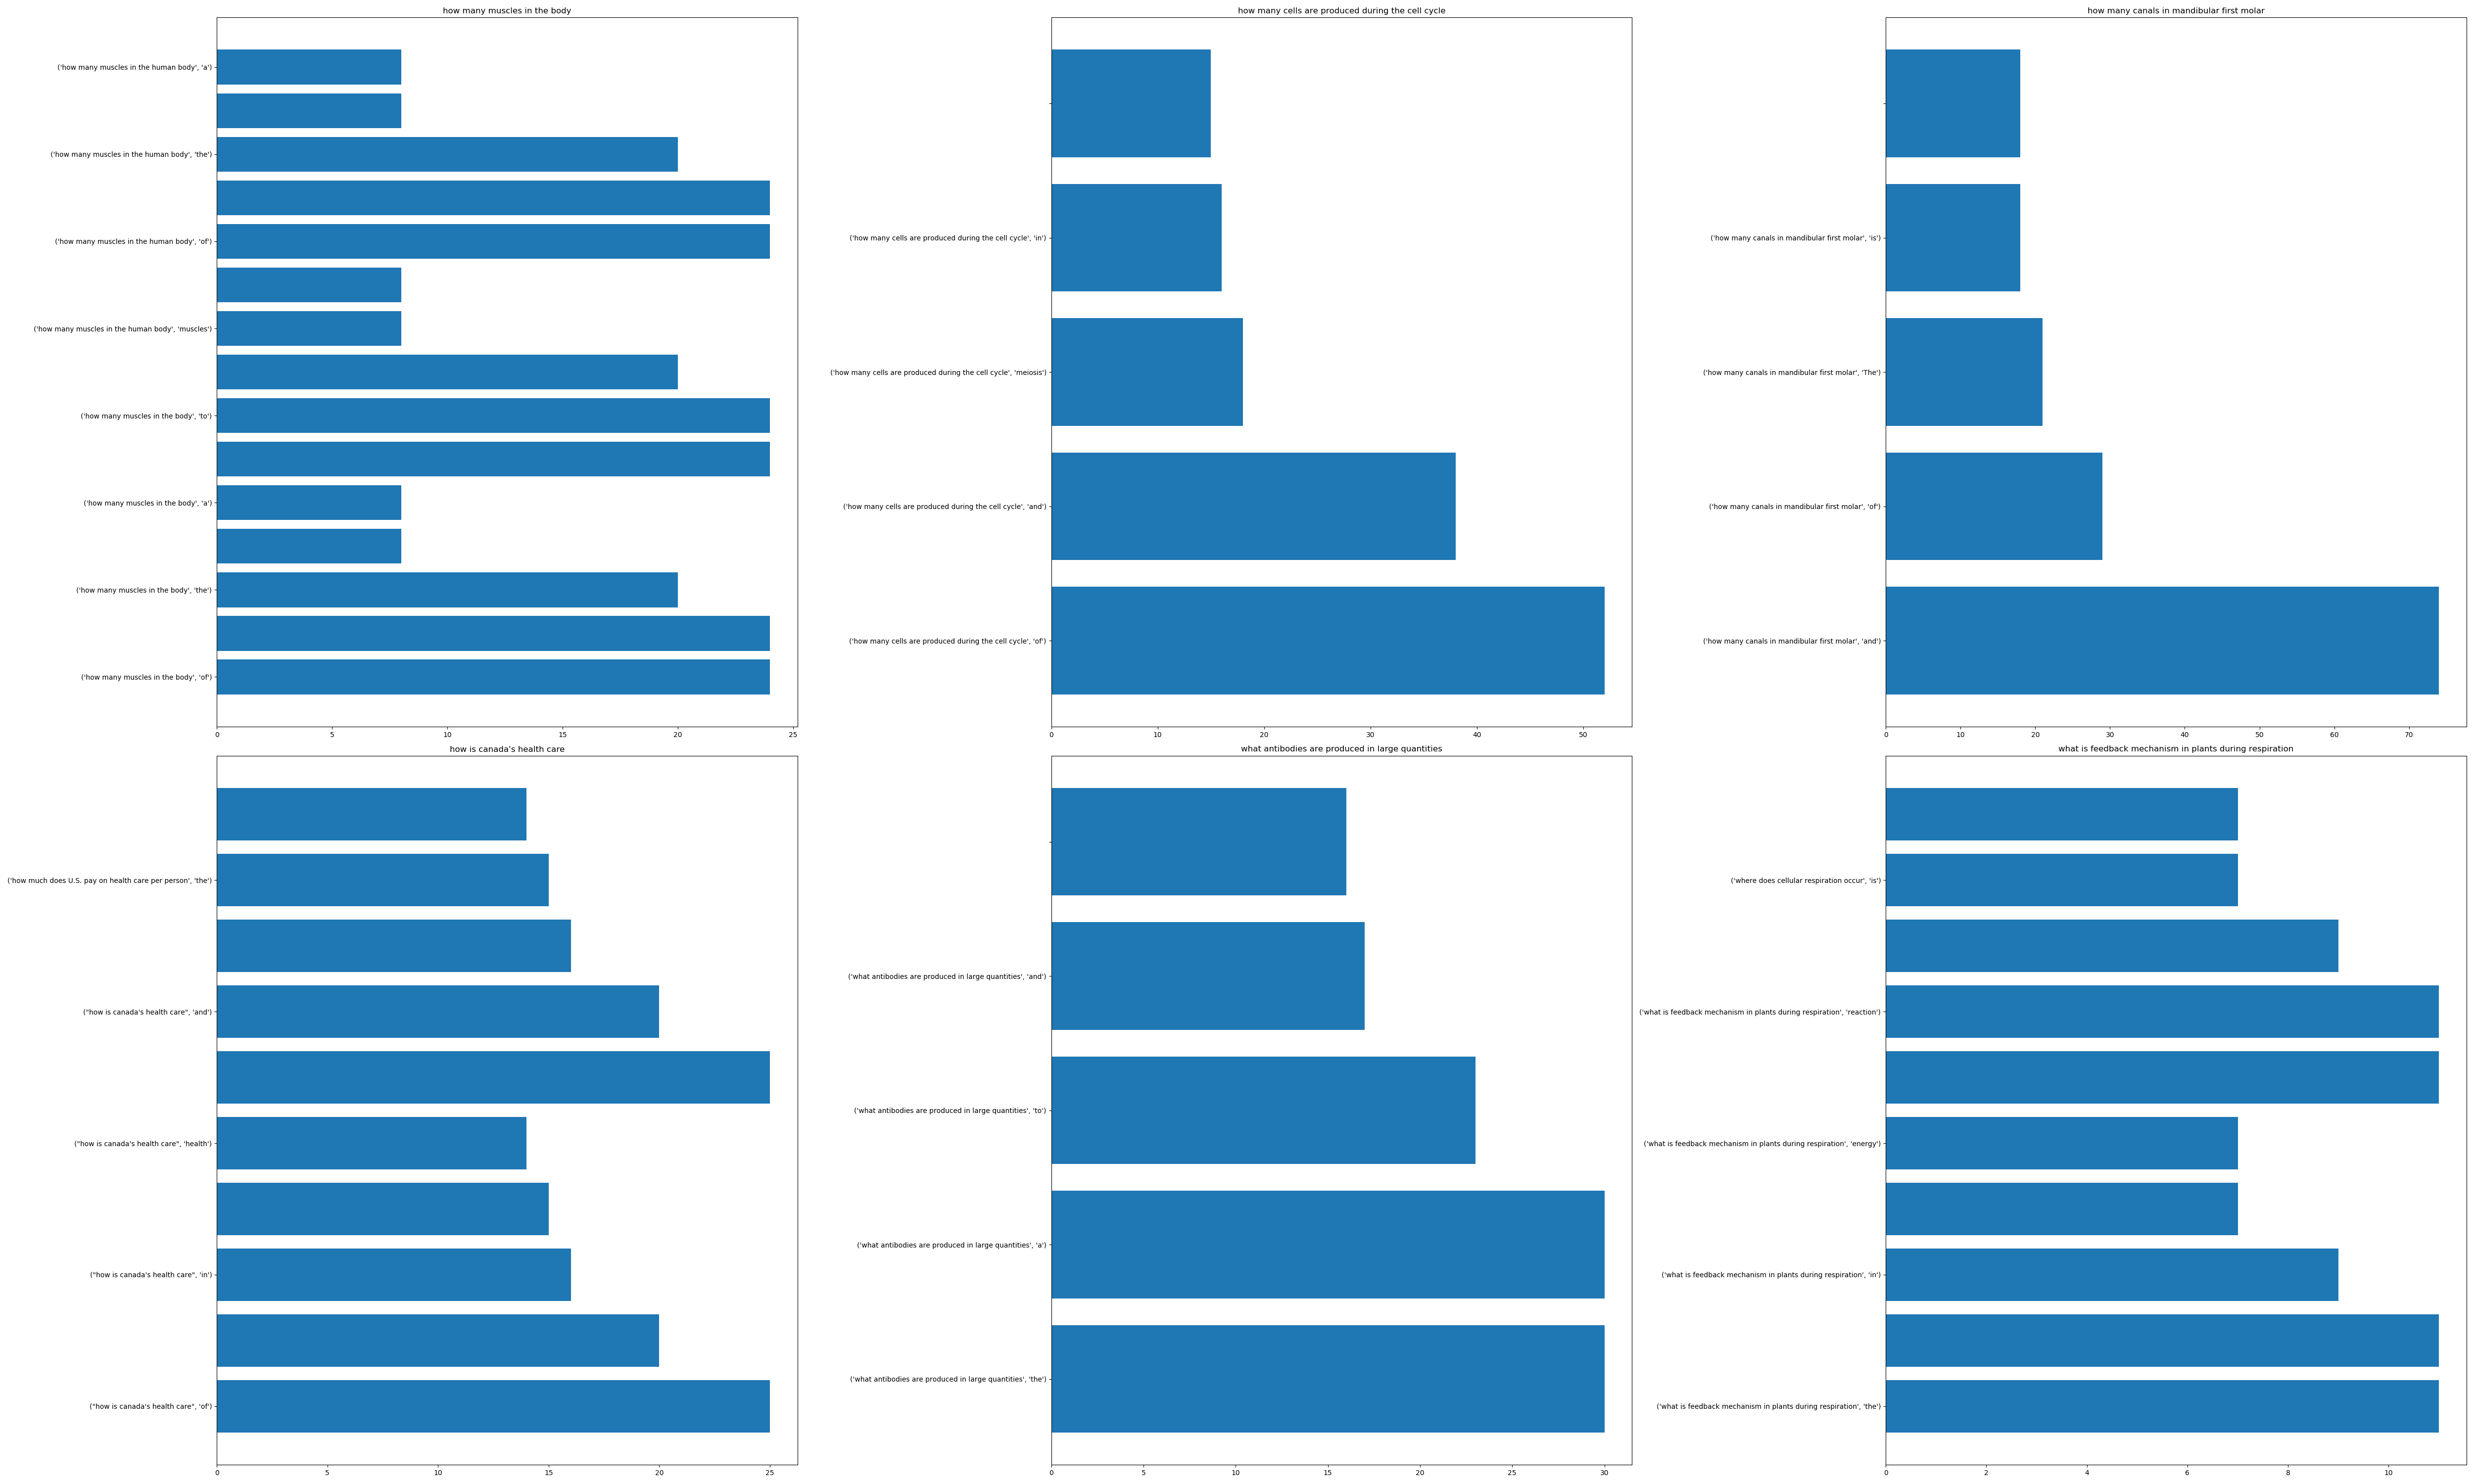 how many muscles in the body
('how many muscles in the human body', 'a')
('how many muscles in the human body', 'the')
('how many muscles in the human body', 'of')
('how many muscles in the human body', 'muscles')
('how many muscles in the body', 'to')
('how many muscles in the body', 'a')
('how many muscles in the body', 'the')
('how many muscles in the body', 'of')
0 5 10 15 20 25
how many cells are produced during the cell cycle
('how many cells are produced during the cell cycle', 'in')
('how many cells are produced during the cell cycle', 'meiosis')
('how many cells are produced during the cell cycle', 'and')
('how many cells are produced during the cell cycle', 'of')
0 10 20 30 40 50
how many canals in mandibular first molar
('how many canals in mandibular first molar', 'is')
('how many canals in mandibular first molar', 'The')
('how many canals in mandibular first molar', 'of')
('how many canals in mandibular first molar', 'and')
0 10 20 30 40 50 60 70
how is canada's health care
('how much does U.S. pay on health care per person', 'the')
("how is canada's health care", 'and')
("how is canada's health care", 'health')
("how is canada's health care", 'in')
("how is canada's health care", 'of')
0 5 10 15 20 25
what antibodies are produced in large quantities
('what antibodies are produced in large quantities', 'and')
('what antibodies are produced in large quantities', 'to')
('what antibodies are produced in large quantities', 'a')
('what antibodies are produced in large quantities', 'the')
0 5 10 15 20 25 30
what is feedback mechanism in plants during respiration
('where does cellular respiration occur', 'is')
('what is feedback mechanism in plants during respiration', 'reaction')
('what is feedback mechanism in plants during respiration', 'energy')
('what is feedback mechanism in plants during respiration', 'in')
('what is feedback mechanism in plants during respiration', 'the')
0 2 4 6 8 10